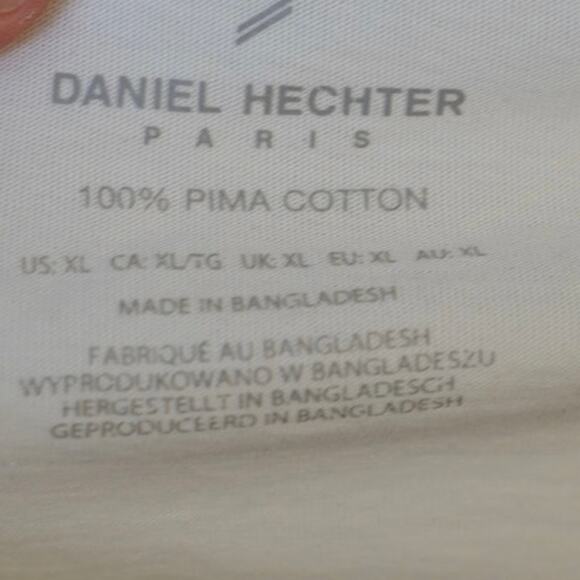 DANIEL HECHTER
PARIS
100% PIMA COTTON
US: XL CA: XL/TG UK: XL EU: XL AU: XL
MADE IN BANGLADESH
FABRIQUÉ AU BANGLADESH
WYPRODUKOWANO W BANGLADESZU
HERGESTELLT IN BANGLADESCH
GEPRODUCEERD IN BANGLADESH